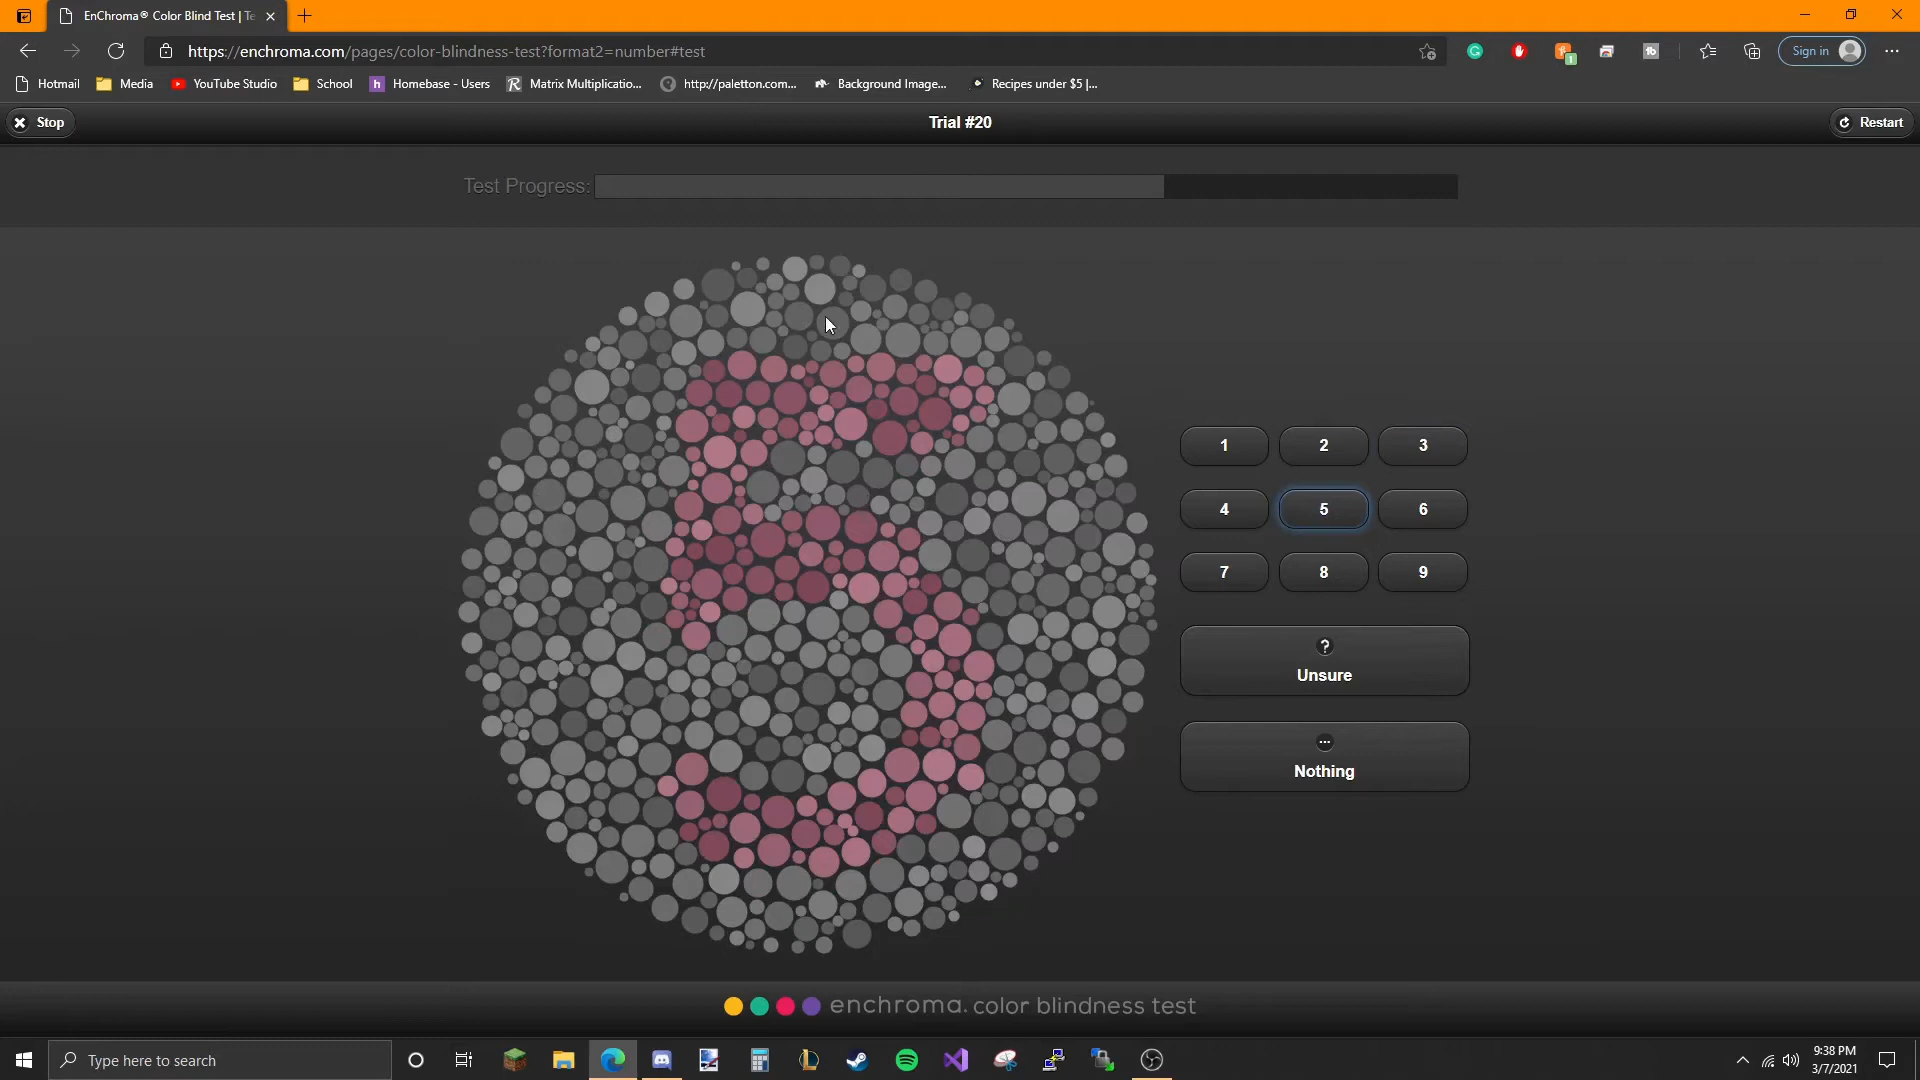 EnChroma® Color Blind Test | Te
https://enchroma.com/pages/color-blindness-test?format2=number#test
1
Sign in
Hotmail
Media
YouTube Studio
School
Homebase - Users
Matrix Multiplicatio...
http://paletton.com...
Background Image...
Recipes under $5 |...
Stop
Trial #20
Restart
Test Progress:
5
1
2
3
4
5
6
7
8
9
?
Unsure
Nothing
enchroma. color blindness test
Type here to search
9:38 PM
3/7/2021